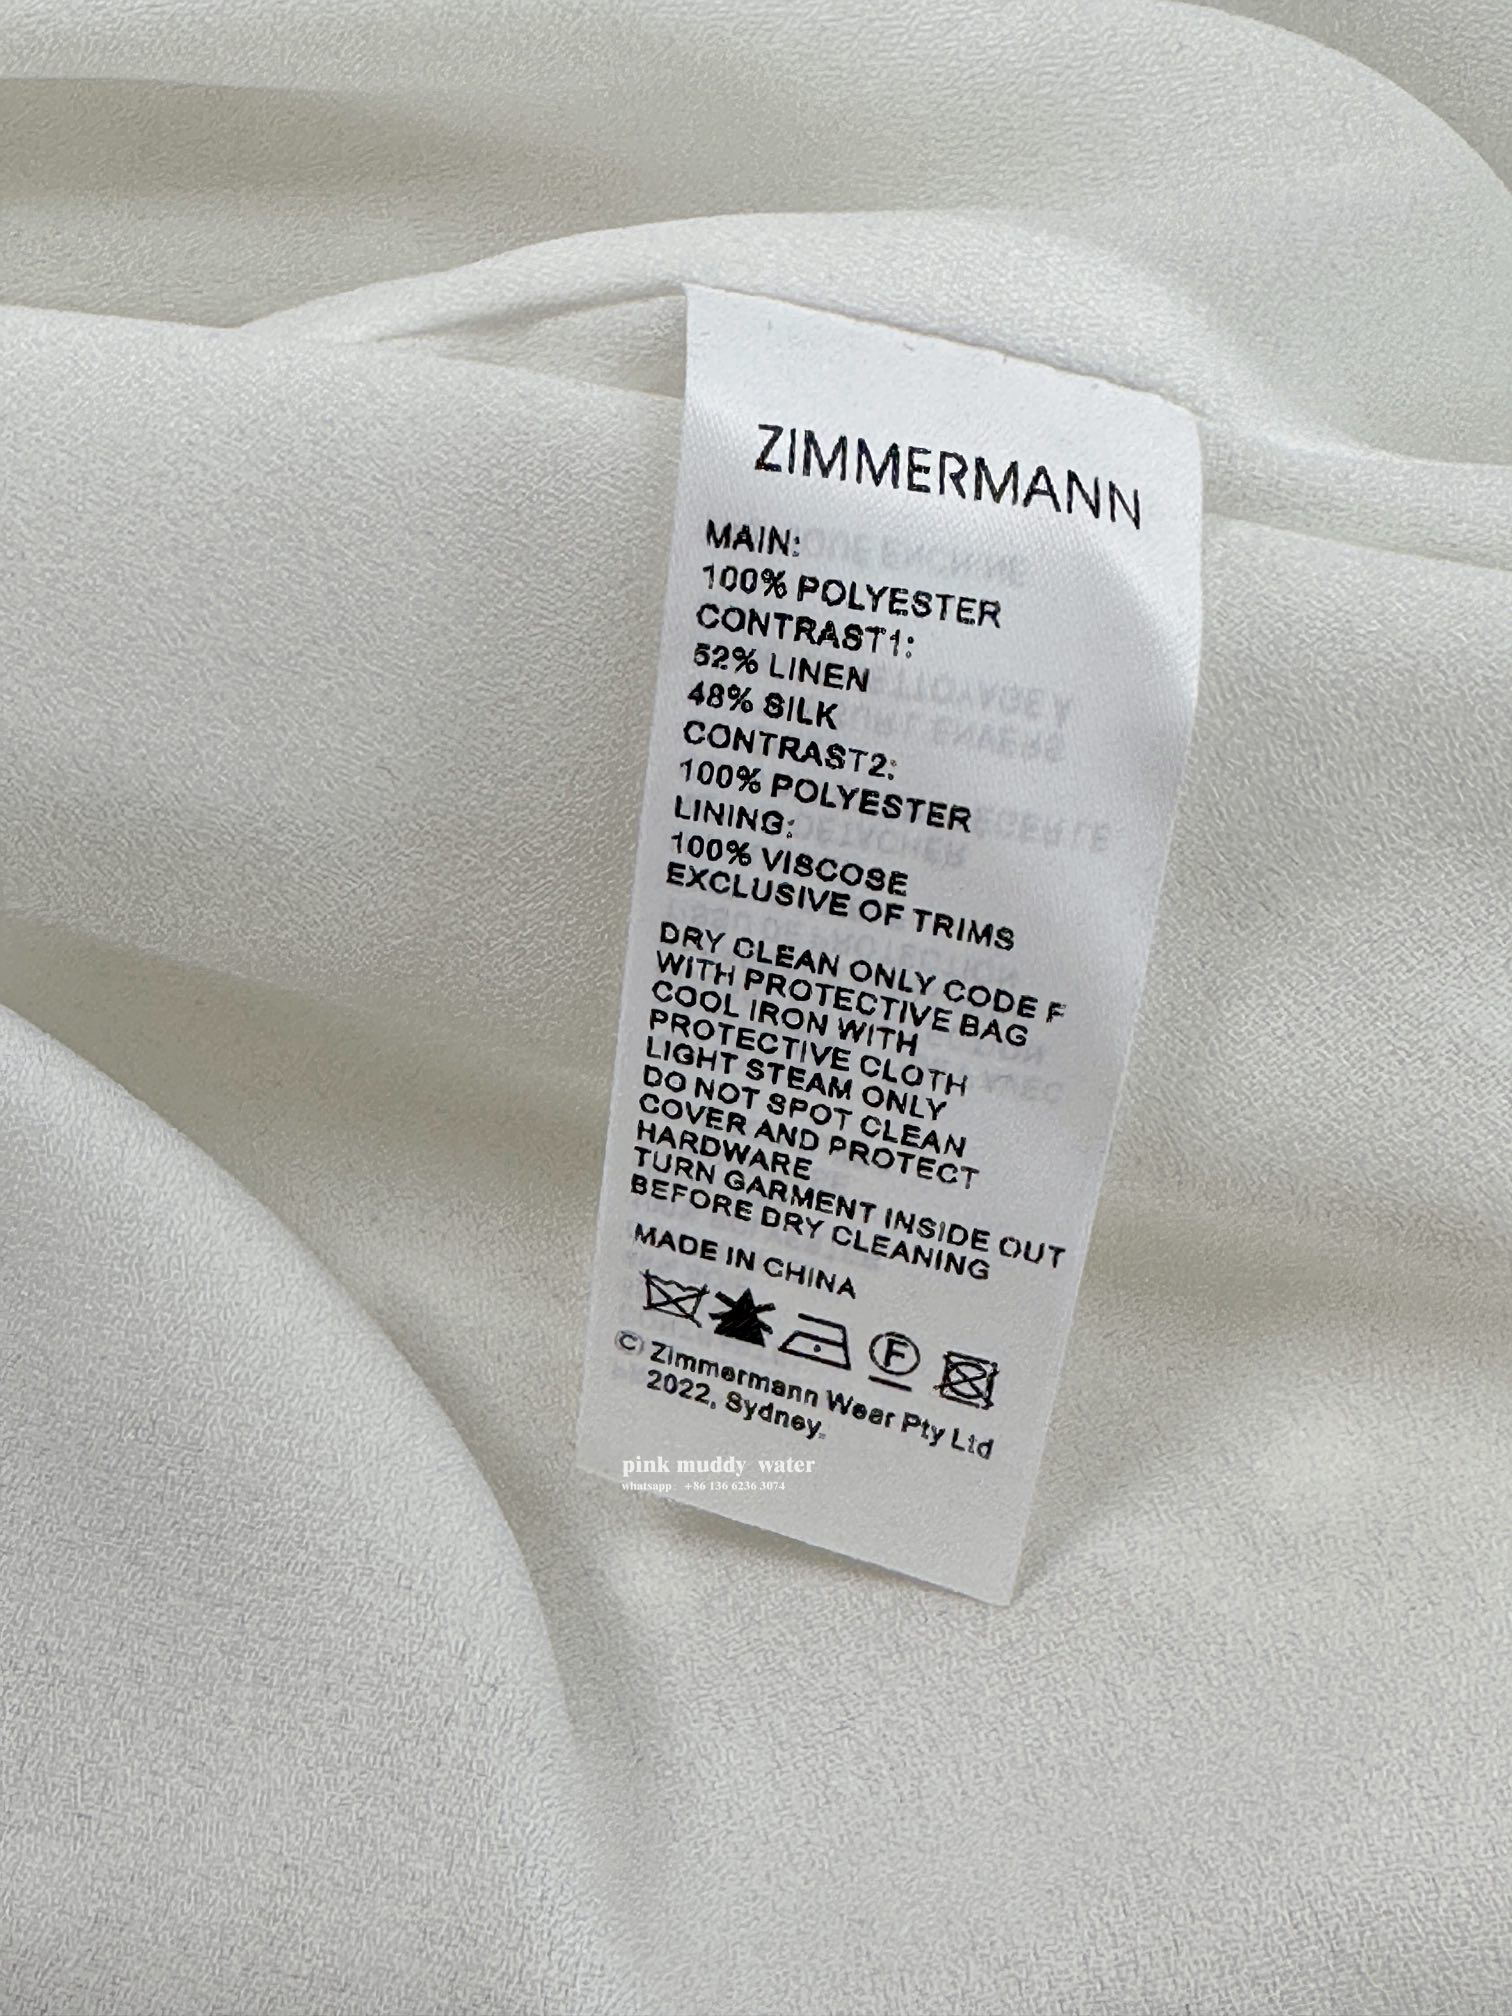 ZIMMERMANN
MAIN:
100% POLYESTER
CONTRAST1:
52% LINEN
48% SILK
CONTRAST2:
100% POLYESTER
LINING:
100% VISCOSE
EXCLUSIVE OF TRIMS
DRY CLEAN ONLY CODE F
WITH PROTECTIVE BAG
COOL IRON WITH
PROTECTIVE CLOTH
LIGHT STEAM ONLY
DO NOT SPOT CLEAN
COVER AND PROTECT
HARDWARE
TURN GARMENT INSIDE OUT
BEFORE DRY CLEANING
MADE IN CHINA
F
© Zimmermann Wear Pty Ltd
2022, Sydney.
pink muddy water
whatsapp: +86 136 6236 3074